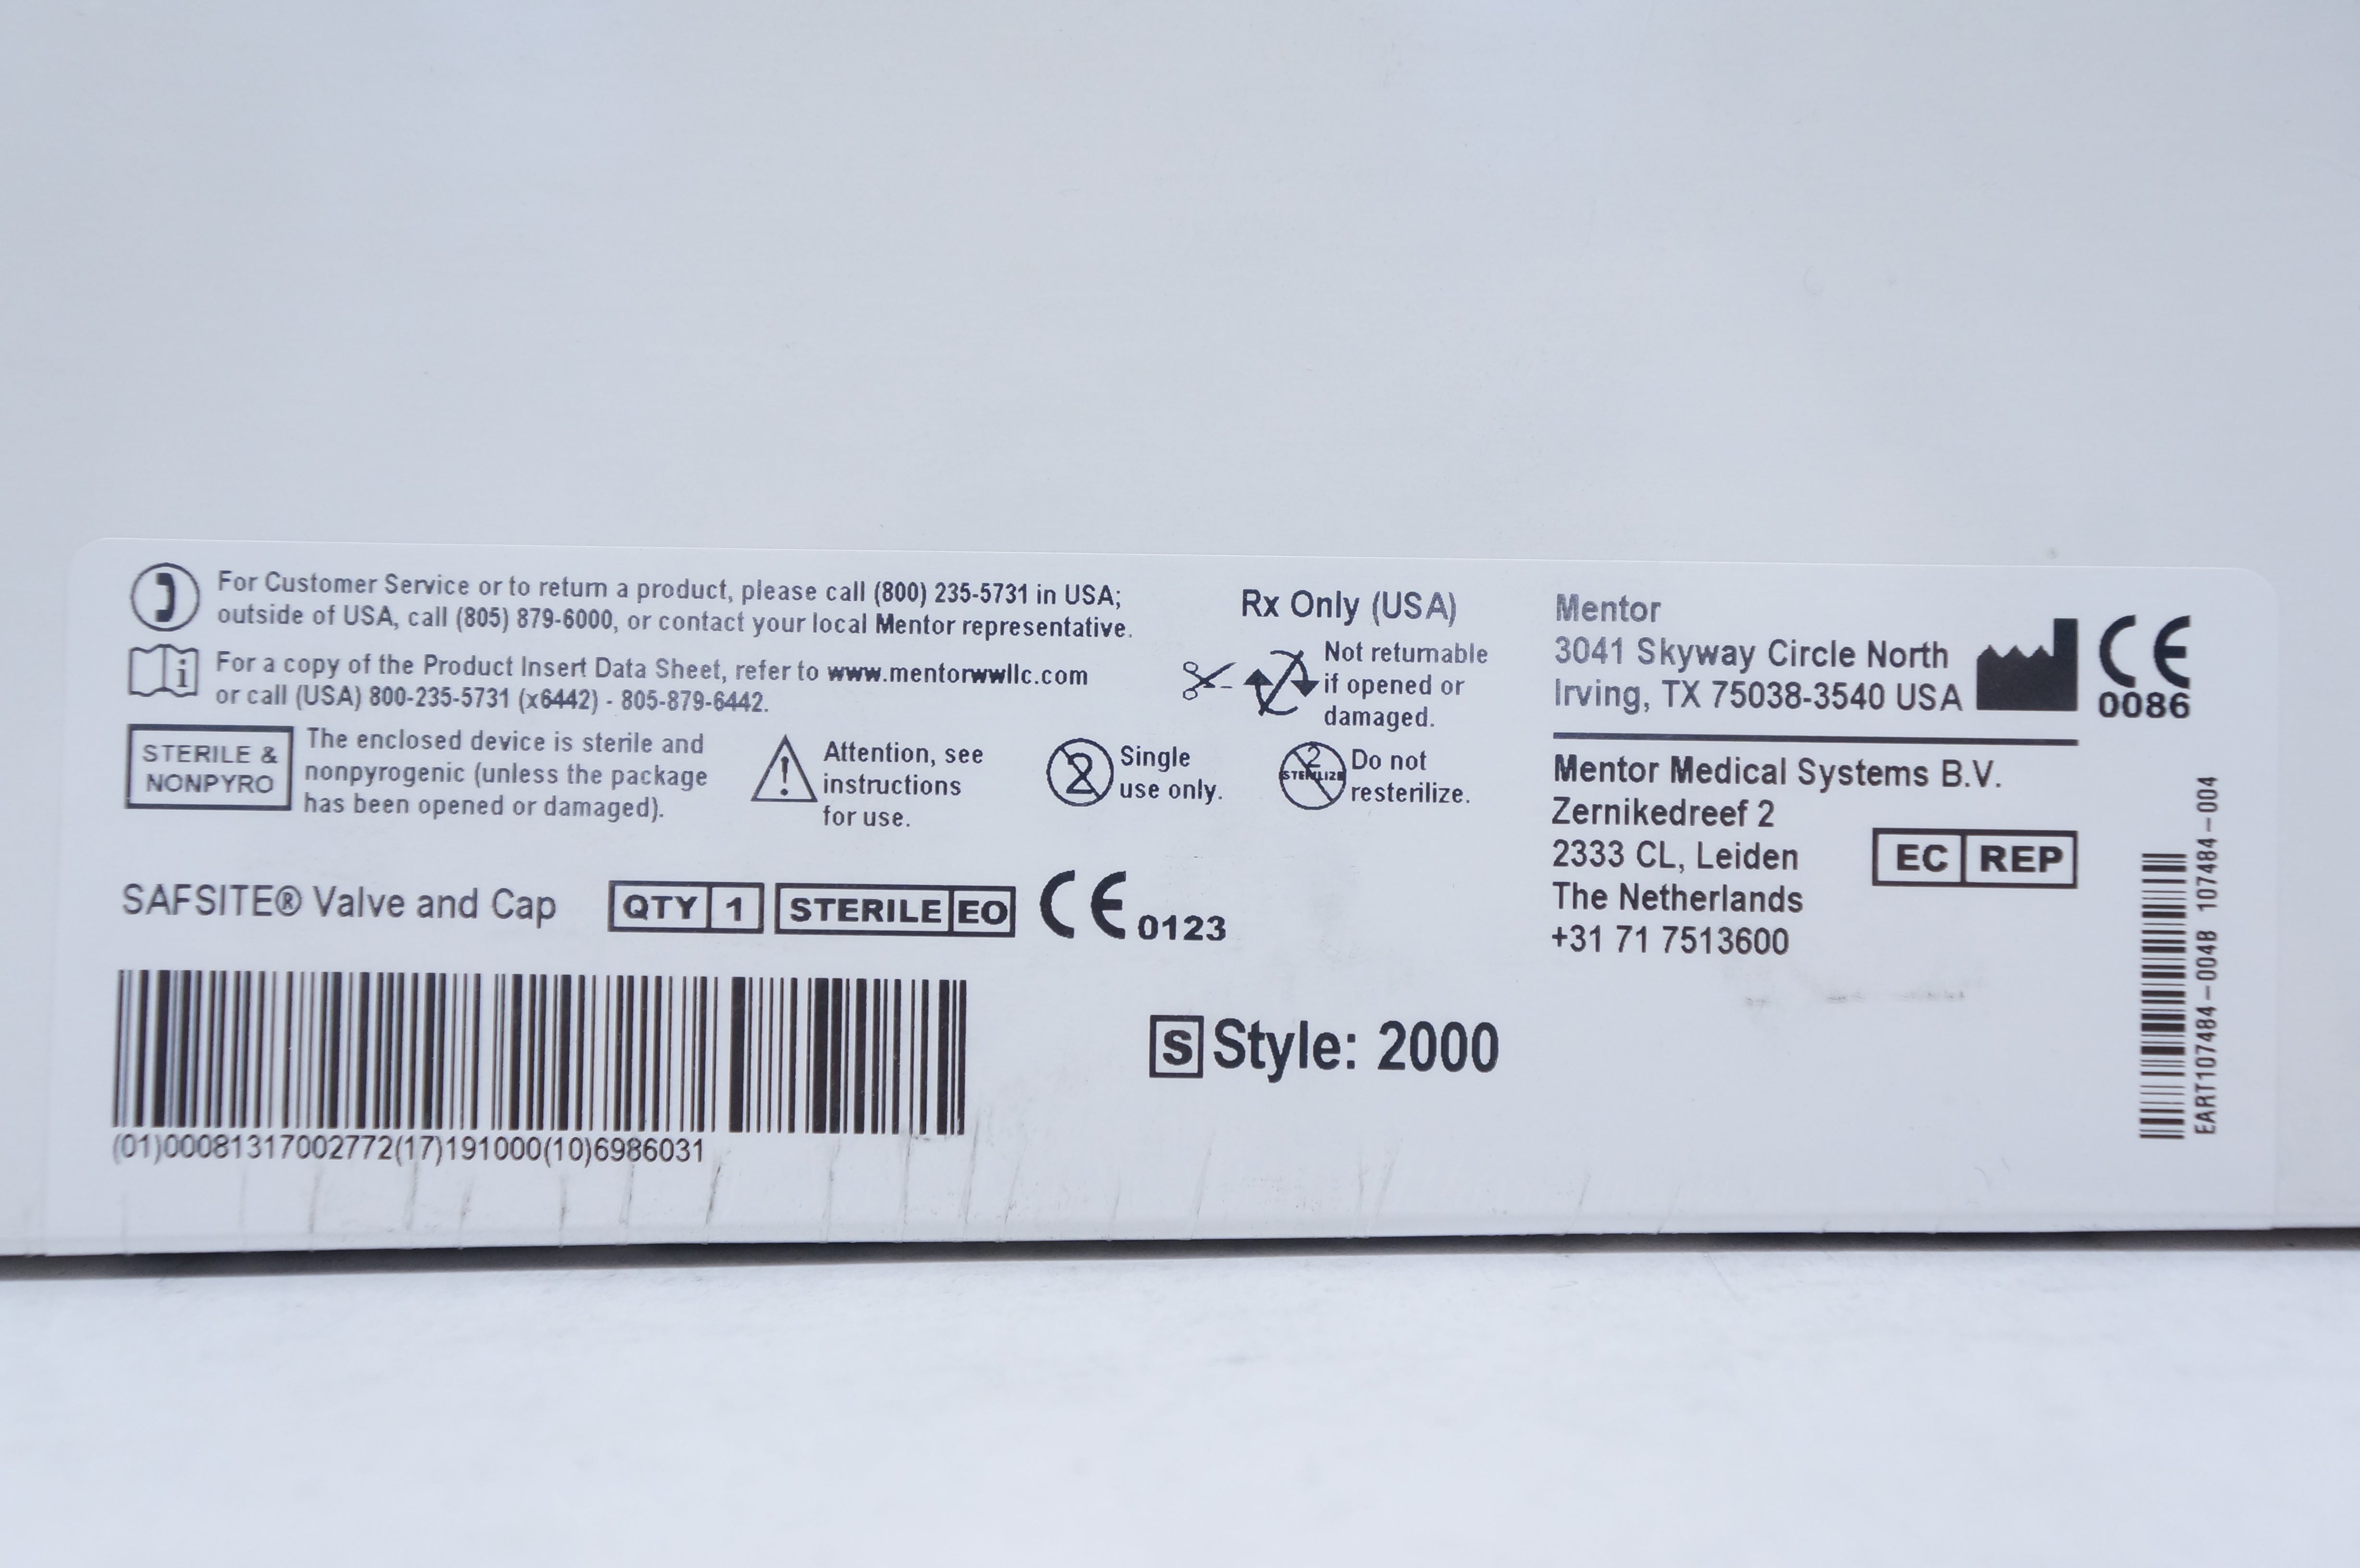 For Customer Service or to return a product, please call (800) 235-5731 in USA;
outside of USA, call (805) 879-6000, or contact your local Mentor representative.
i
For a copy of the Product Insert Data Sheet, refer to www.mentorwwllc.com
or call (USA) 800-235-5731 (x6442) - 805-879-6442.
STERILE &
NONPYRO
The enclosed device is sterile and
nonpyrogenic (unless the package
has been opened or damaged).
!
Attention, see
instructions
for use.
Rx Only (USA)
Not returnable
if opened or
damaged.
2
Single
use only.
2
STERILIZE
Do not
resterilize.
Mentor
3041 Skyway Circle North
Irving, TX 75038-3540 USA
CE
0086
Mentor Medical Systems B.V.
Zernikedreef 2
2333 CL, Leiden
The Netherlands
+31 71 7513600
EC REP
SAFSITE® Valve and Cap
QTY 1
STERILE EO
CE 0123
(01)00081317002772(17)191000(10)6986031
S Style: 2000
EART107484-004B 107484-004